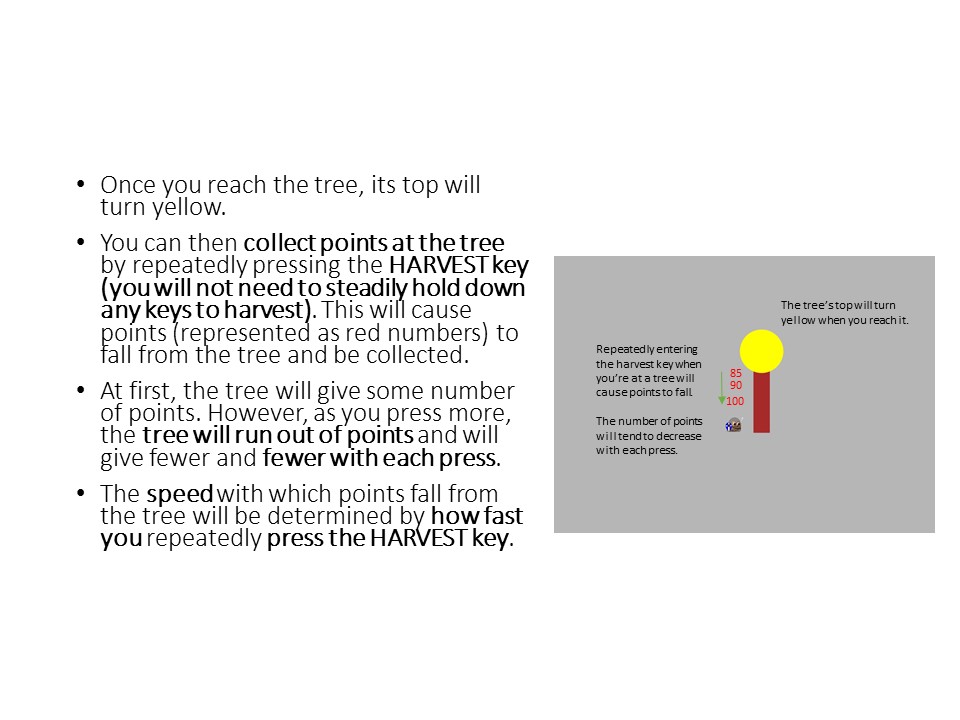 • Once you reach the tree, its top will
turn yellow.
• You can then collect points at the tree
by repeatedly pressing the HARVEST key
(you will not need to steadily hold down
any keys to harvest). This will cause
points (represented as red numbers) to
fall from the tree and be collected.
• At first, the tree will give some number
of points. However, as you press more,
the tree will run out of points and will
give fewer and fewer with each press.
• The speed with which points fall from
the tree will be determined by how fast
you repeatedly press the HARVEST key.
The tree's top will turn
yellow when you reach it.
Repeatedly entering
the harvest key when
you're at a tree will
cause points to fall.
The number of points
will tend to decrease
with each press.
85
90
100